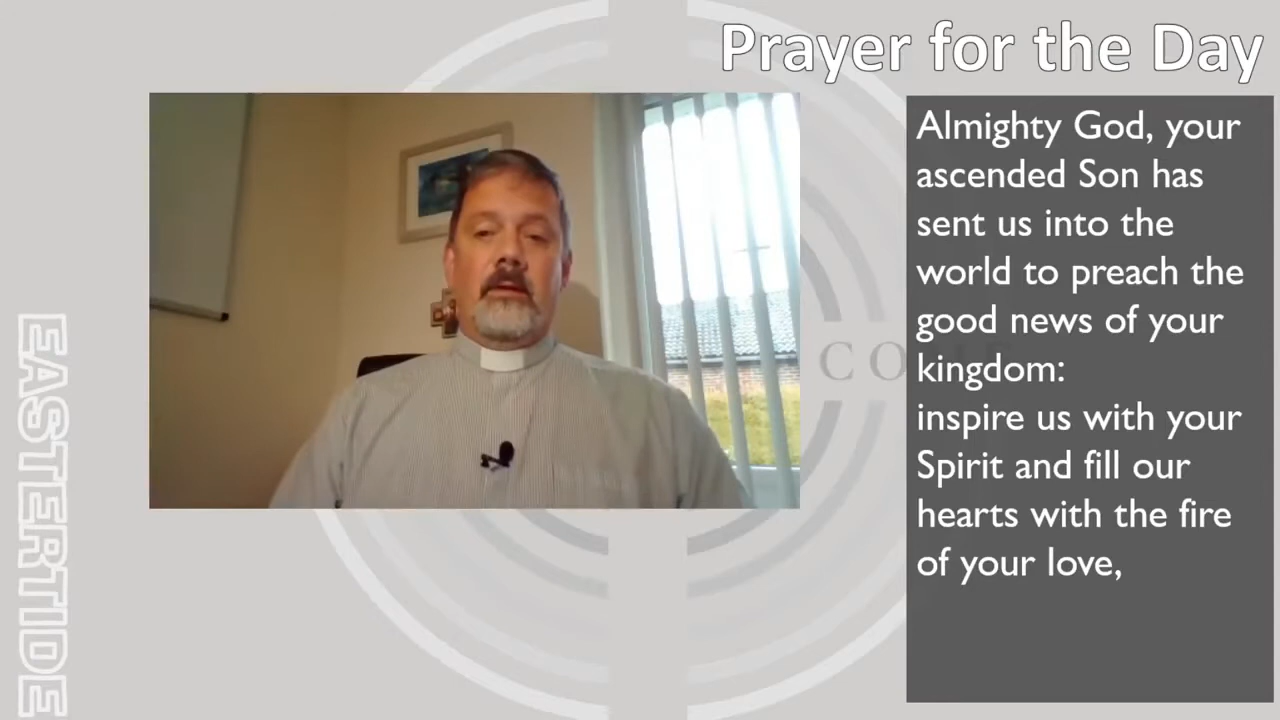 Prayer for the Day
Almighty God, your
ascended Son has
sent us into the
world to preach the
good news of your
kingdom:
inspire us with your
Spirit and fill our
hearts with the fire
of your love,
EASTERTIDE